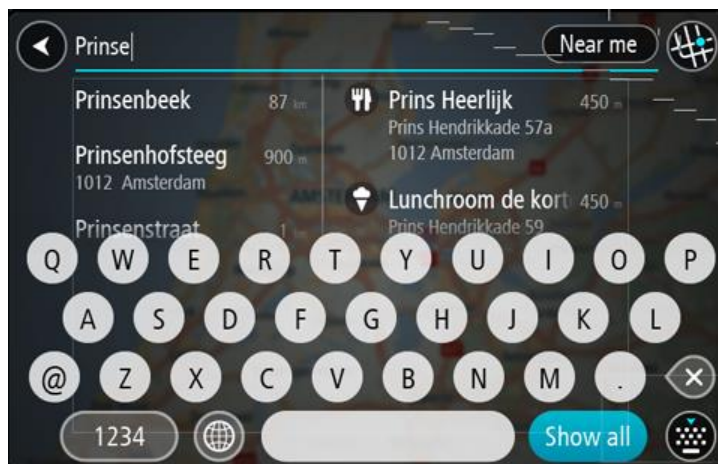 Prinse
Near me
Prinsenbeek 87 km
Prinsenhofsteeg 900 m
1012 Amsterdam
Prinsenstraat 1
Prins Heerlijk 450 m
Prins Hendrikkade 57a
1012 Amsterdam
Lunchroom de kort 450 m
Prins Hendrikkade 59
Q W E R T Y U I O P
A S D F G H J K L
@ Z X C V B N M .
1234
Show all